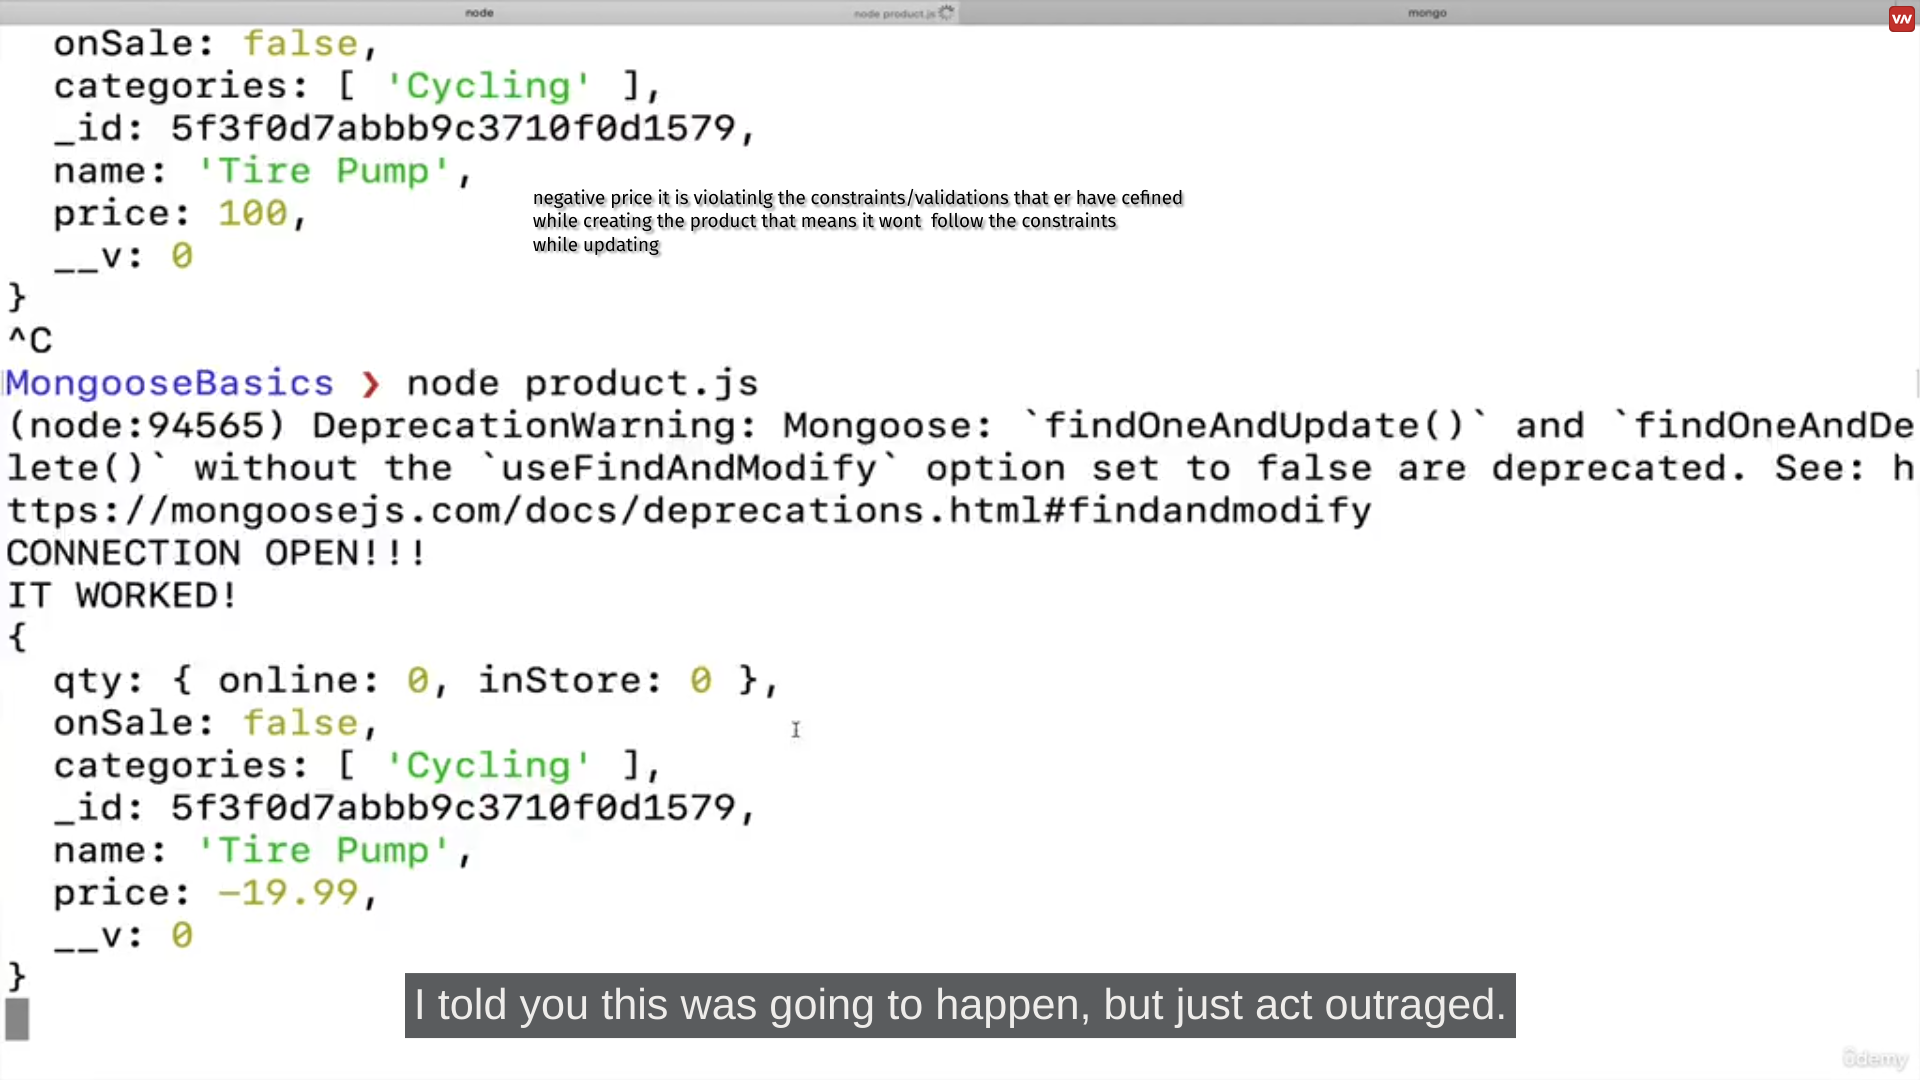 node node product.js mongo
VN
onSale: false,
categories: [ 'Cycling' ],
_id: 5f3f0d7abbb9c3710f0d1579,
name: 'Tire Pump',
price: 100,
__v: 0
}
negative price it is violatinlg the constraints/validations that er have cefined
while creating the product that means it wont  follow the constraints
while updating
^C
MongooseBasics ❯ node product.js
(node:94565) DeprecationWarning: Mongoose: `findOneAndUpdate()` and `findOneAndDe
lete()` without the `useFindAndModify` option set to false are deprecated. See: h
ttps://mongoosejs.com/docs/deprecations.html#findandmodify
CONNECTION OPEN!!!
IT WORKED!
{
qty: { online: 0, inStore: 0 },
onSale: false,
categories: [ 'Cycling' ],
_id: 5f3f0d7abbb9c3710f0d1579,
name: 'Tire Pump',
price: -19.99,
__v: 0
}
I told you this was going to happen, but just act outraged.
ûdemy